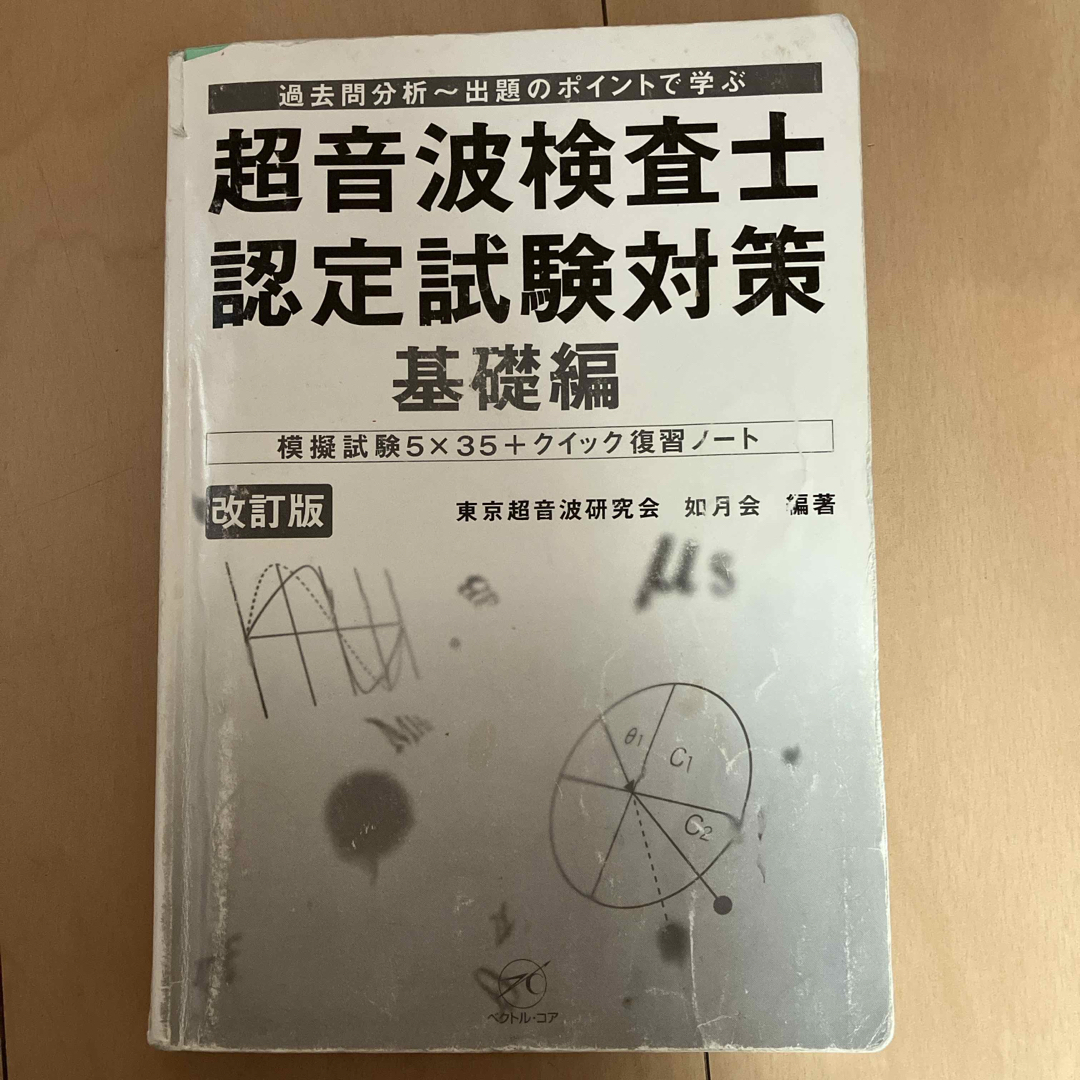 過去問分析～出題のポイントで学ぶ
超音波検査士
認定試験対策
基礎編
模擬試験5×35＋クイック復習ノート
改訂版
東京超音波研究会 如月会 編著
μs
θ1
C1
C2
ベクトル・コア